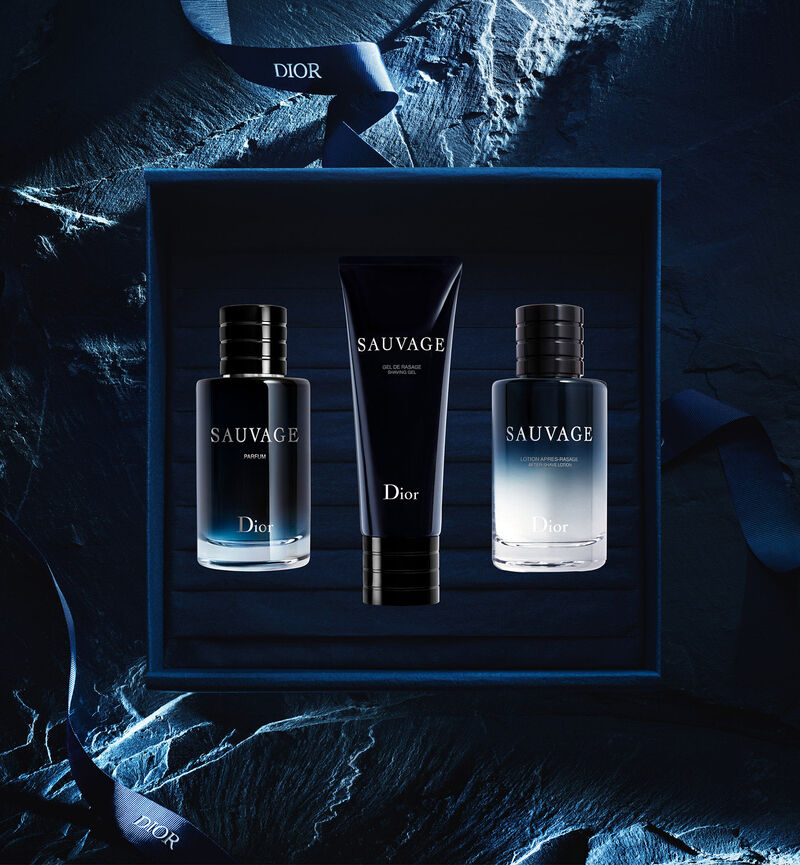 DIOR
SAUVAGE
PARFUM
Dior
SAUVAGE
GEL DE RASAGE
SHAVING GEL
Dior
SAUVAGE
LOTION APRÈS-RASAGE
AFTER-SHAVE LOTION
Dior
DIOR